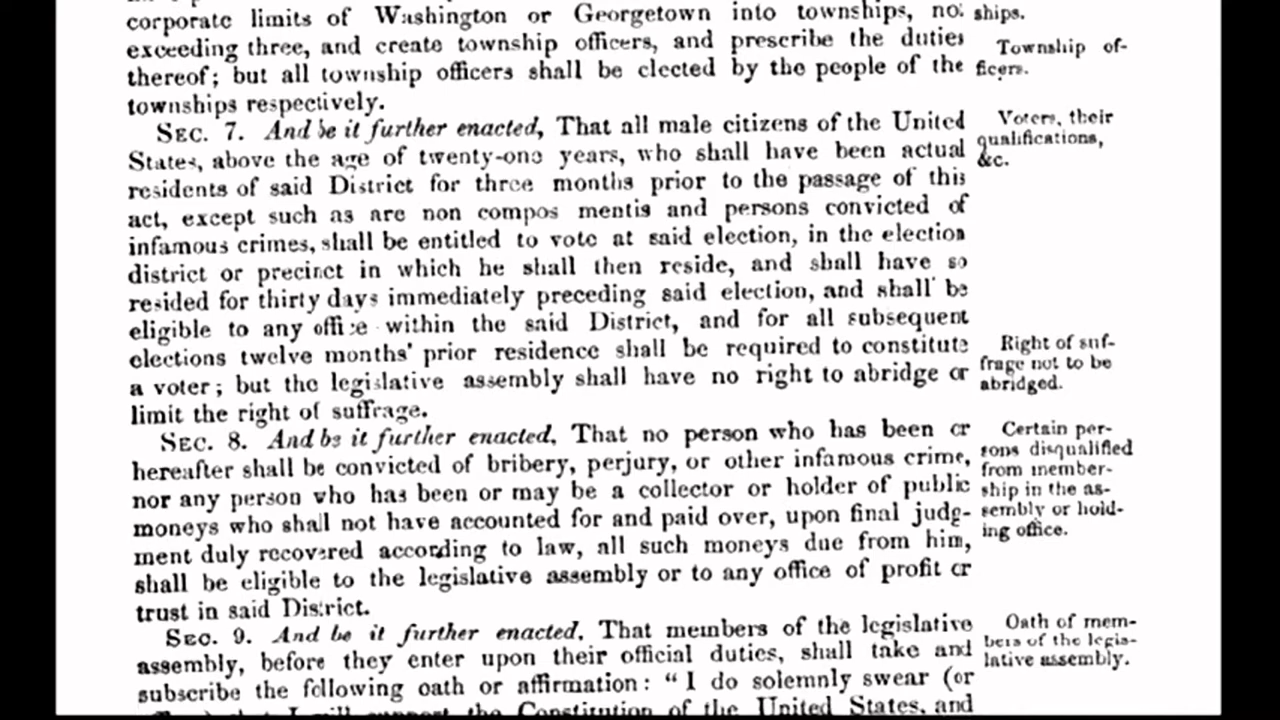 corporate limits of Washington or Georgetown into townships, not
exceeding three, and create township officers, and prescribe the duties
thereof; but all township officers shall be elected by the people of the
townships respectively.
SEC. 7. And be it further enacted, That all male citizens of the United
States, above the age of twenty-one years, who shall have been actual
residents of said District for three months prior to the passage of this
act, except such as are non compos mentis and persons convicted of
infamous crimes, shall be entitled to vote at said election, in the election
district or precinct in which he shall then reside, and shall have so
resided for thirty days immediately preceding said election, and shall be
eligible to any office within the said District, and for all subsequent
elections twelve months' prior residence shall be required to constitute
a voter; but the legislative assembly shall have no right to abridge or
limit the right of suffrage.
SEC. 8. And be it further enacted, That no person who has been or
hereafter shall be convicted of bribery, perjury, or other infamous crime,
nor any person who has been or may be a collector or holder of public
moneys who shall not have accounted for and paid over, upon final judg-
ment duly recovered according to law, all such moneys due from him,
shall be eligible to the legislative assembly or to any office of profit or
trust in said District.
SEC. 9. And be it further enacted, That members of the legislative
assembly, before they enter upon their official duties, shall take and
subscribe the following oath or affirmation: “I do solemnly swear (or
that I will support the Constitution of the United States, and
ships.
Township of-
ficers.
Voters, their
qualifications,
&c.
Right of suf-
frage not to be
abridged.
Certain per-
sons disqualified
from member-
ship in the as-
sembly or hold-
ing office.
Oath of mem-
bers of the legis-
lative assembly.